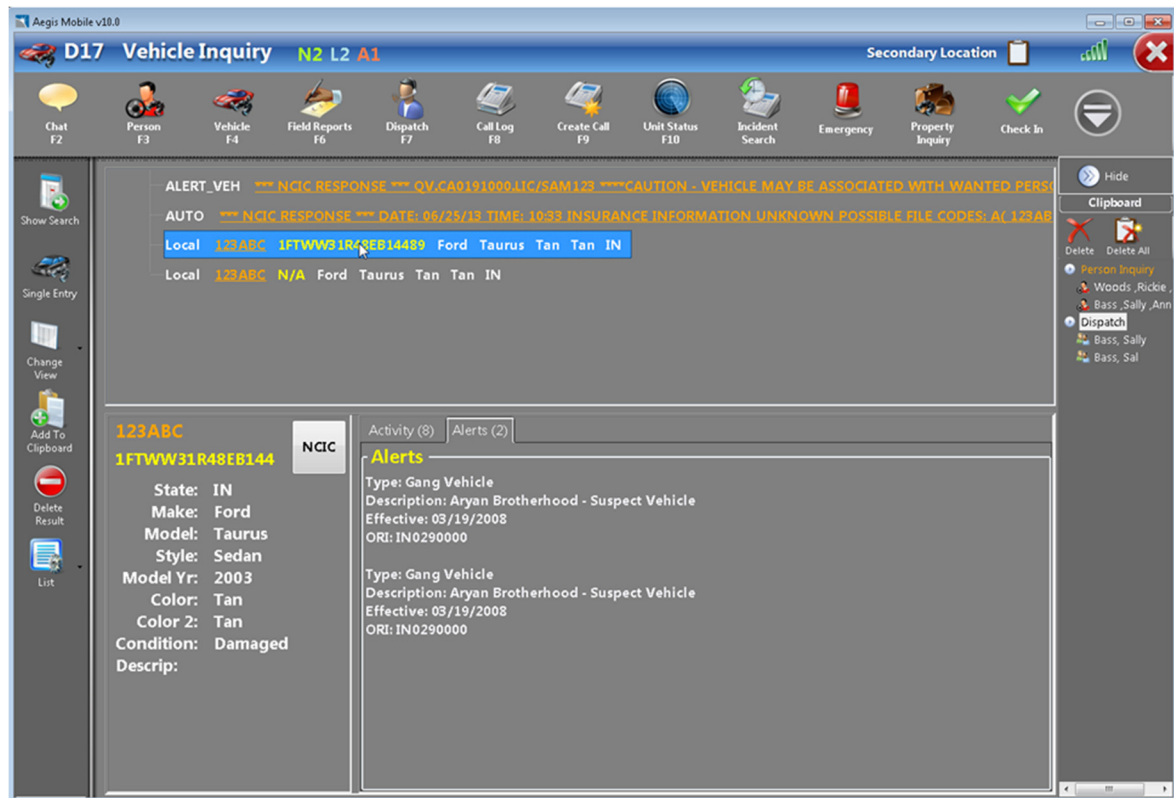 Aegis Mobile v10.0
D17 Vehicle Inquiry N2 L2 A1 Secondary Location
Chat F2
Person F3
Vehicle F4
Field Reports F6
Dispatch F7
Call Log F8
Create Call F9
Unit Status F10
Incident Search
Emergency
Property Inquiry
Check In
Show Search
Single Entry
Change View
Add To Clipboard
Delete Result
List
ALERT_VEH *** NCIC RESPONSE *** QV.CA0191000.LIC/SAM123 ****CAUTION - VEHICLE MAY BE ASSOCIATED WITH WANTED PERSO
AUTO *** NCIC RESPONSE *** DATE: 06/25/13 TIME: 10:33 INSURANCE INFORMATION UNKNOWN POSSIBLE FILE CODES: A( 123AB
Local 123ABC 1FTWW31R48EB14489 Ford Taurus Tan Tan IN
Local 123ABC N/A Ford Taurus Tan Tan IN
123ABC
1FTWW31R48EB144
NCIC
State: IN
Make: Ford
Model: Taurus
Style: Sedan
Model Yr: 2003
Color: Tan
Color 2: Tan
Condition: Damaged
Descrip:
Activity (8) Alerts (2)
Alerts
Type: Gang Vehicle
Description: Aryan Brotherhood - Suspect Vehicle
Effective: 03/19/2008
ORI: IN0290000
Type: Gang Vehicle
Description: Aryan Brotherhood - Suspect Vehicle
Effective: 03/19/2008
ORI: IN0290000
Hide
Clipboard
Delete Delete All
Person Inquiry
Woods ,Rickie ,
Bass ,Sally ,Ann
Dispatch
Bass, Sally
Bass, Sal